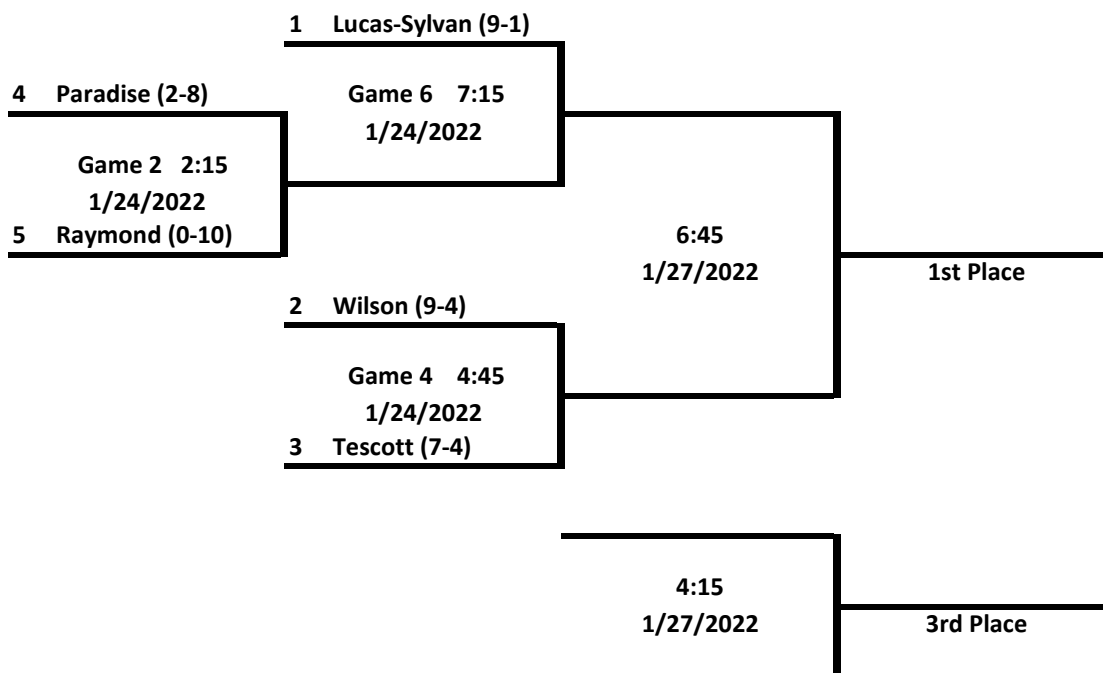 1 Lucas-Sylvan (9-1)
4 Paradise (2-8)
Game 6 7:15
1/24/2022
Game 2 2:15
1/24/2022
5 Raymond (0-10)
6:45
1/27/2022
1st Place
2 Wilson (9-4)
Game 4 4:45
1/24/2022
3 Tescott (7-4)
4:15
1/27/2022
3rd Place